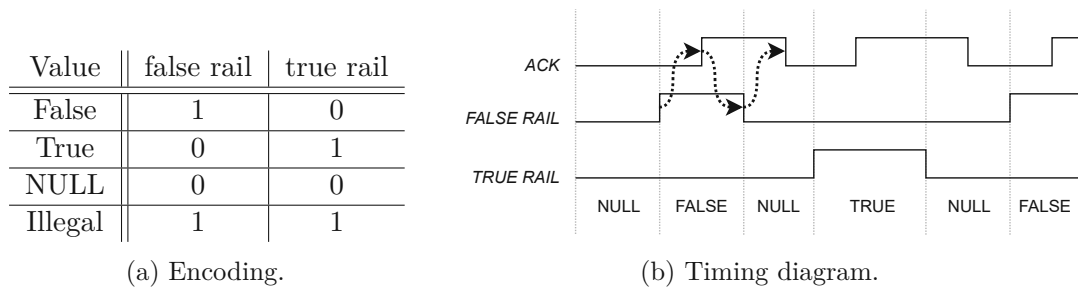 Value false rail true rail
False 1 0
True 0 1
NULL 0 0
Illegal 1 1
(a) Encoding.
ACK
FALSE RAIL
TRUE RAIL
NULL FALSE NULL TRUE NULL FALSE
(b) Timing diagram.